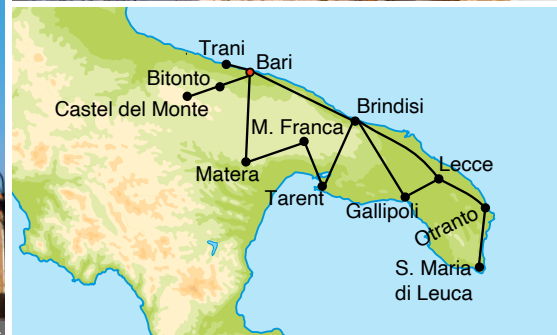 Trani
Bari
Bitonto
Castel del Monte
Brindisi
M. Franca
Matera
Lecce
Tarent
Gallipoli
Otranto
S. Maria
di Leuca